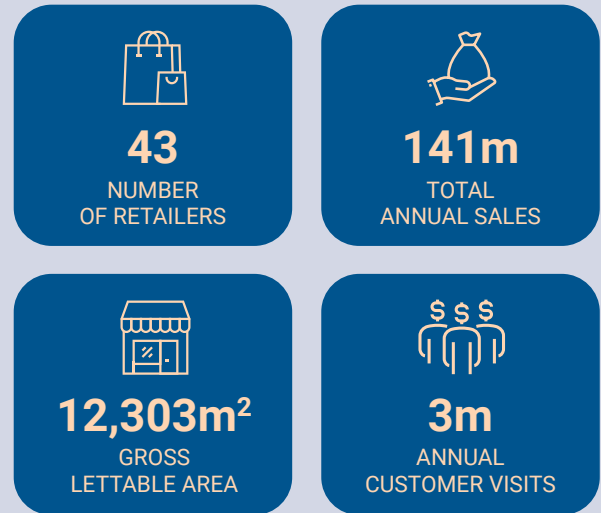 43
NUMBER
OF RETAILERS
141m
TOTAL
ANNUAL SALES
12,303m²
GROSS
LETTABLE AREA
$ $ $
3m
ANNUAL
CUSTOMER VISITS